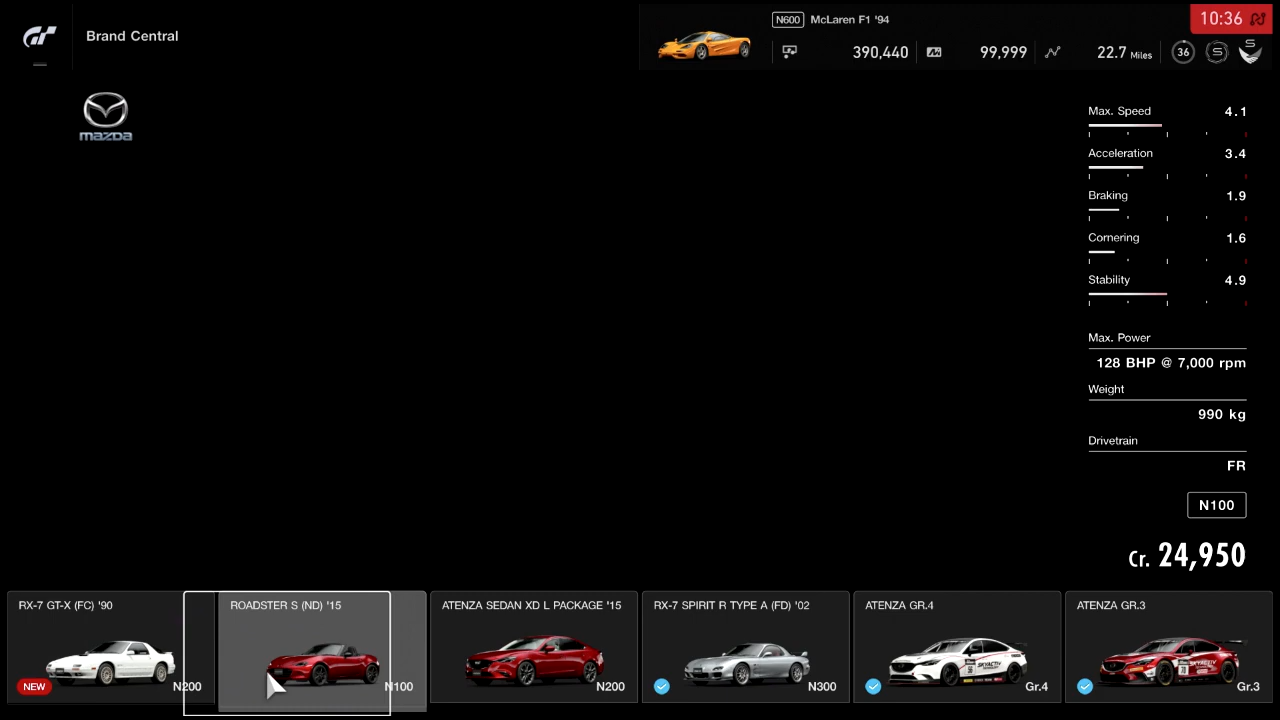 Brand Central
N600 McLaren F1 '94
10:36
390,440
99,999
22.7 Miles
36
S
S
mazda
Max. Speed 4.1
Acceleration 3.4
Braking 1.9
Cornering 1.6
Stability 4.9
Max. Power
128 BHP @ 7,000 rpm
Weight
990 kg
Drivetrain
FR
N100
Cr. 24,950
RX-7 GT-X (FC) '90
NEW
N200
ROADSTER S (ND) '15
N100
ATENZA SEDAN XD L PACKAGE '15
N200
RX-7 SPIRIT R TYPE A (FD) '02
N300
ATENZA GR.4
SKYACTIV
Gr.4
ATENZA GR.3
SKYACTIV
Gr.3